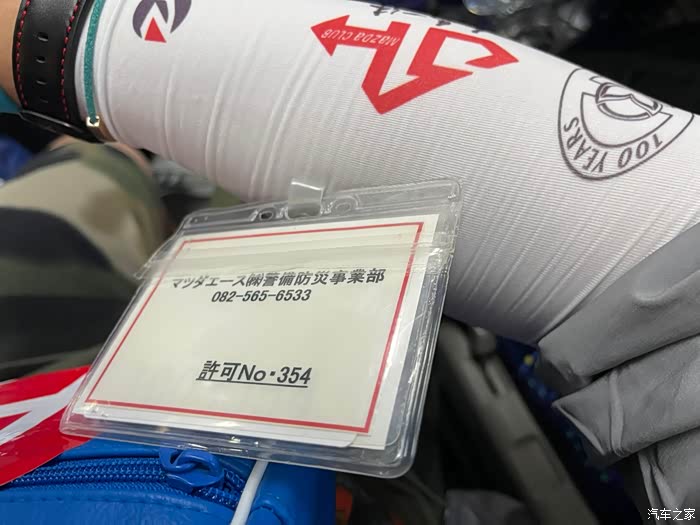 MAZDA CLUB
100 YEARS
マツダエース㈱警備防災事業部
082-565-6533
許可No・354
汽车之家